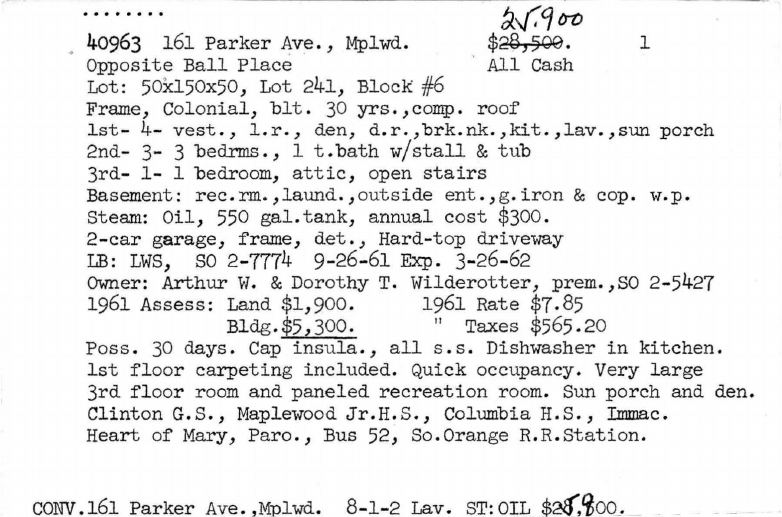 ........
25.900
40963 161 Parker Ave., Mplwd. $28,500. 1
Opposite Ball Place All Cash
Lot: 50x150x50, Lot 241, Block #6
Frame, Colonial, blt. 30 yrs.,comp. roof
1st- 4- vest., l.r., den, d.r.,brk.nk.,kit.,lav.,sun porch
2nd- 3- 3 bedrms., 1 t.bath w/stall & tub
3rd- 1- 1 bedroom, attic, open stairs
Basement: rec.rm.,laund.,outside ent.,g.iron & cop. w.p.
Steam: Oil, 550 gal.tank, annual cost $300.
2-car garage, frame, det., Hard-top driveway
LB: LWS, SO 2-7774 9-26-61 Exp. 3-26-62
Owner: Arthur W. & Dorothy T. Wilderotter, prem.,SO 2-5427
1961 Assess: Land $1,900. 1961 Rate $7.85
Bldg.$5,300. " Taxes $565.20
Poss. 30 days. Cap insula., all s.s. Dishwasher in kitchen.
1st floor carpeting included. Quick occupancy. Very large
3rd floor room and paneled recreation room. Sun porch and den.
Clinton G.S., Maplewood Jr.H.S., Columbia H.S., Immac.
Heart of Mary, Paro., Bus 52, So.Orange R.R.Station.
CONV.161 Parker Ave.,Mplwd. 8-1-2 Lav. ST:OIL $25,900.